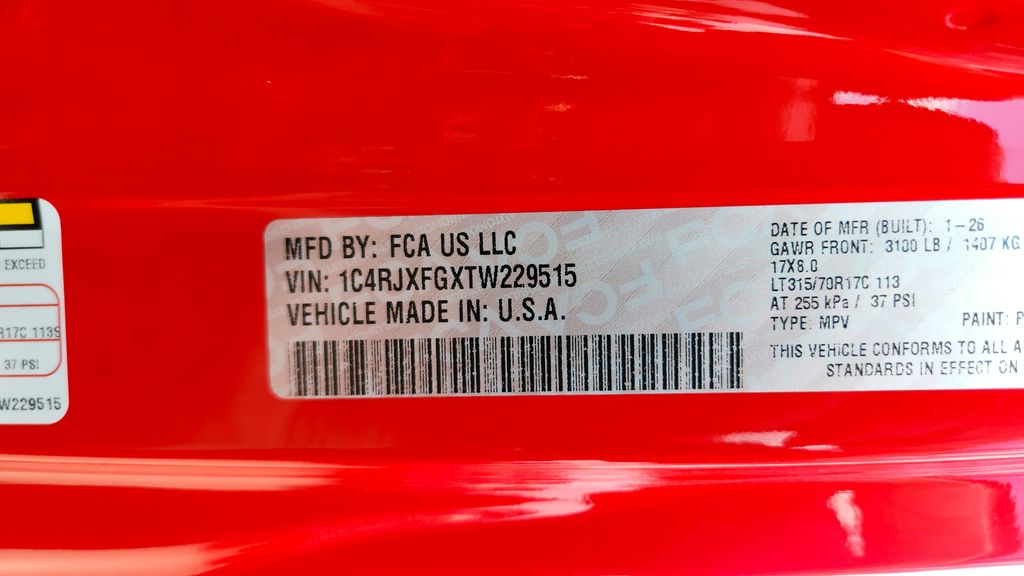 EXCEED
R17C 113S
37 PSI
W229515
MFD BY: FCA US LLC
VIN: 1C4RJXFGXTW229515
VEHICLE MADE IN: U.S.A.
DATE OF MFR (BUILT): 1-26
GAWR FRONT: 3100 LB / 1407 KG
17X8.0
LT315/70R17C 113
AT 255 kPa / 37 PSI
TYPE: MPV PAINT: P
THIS VEHICLE CONFORMS TO ALL A
STANDARDS IN EFFECT ON